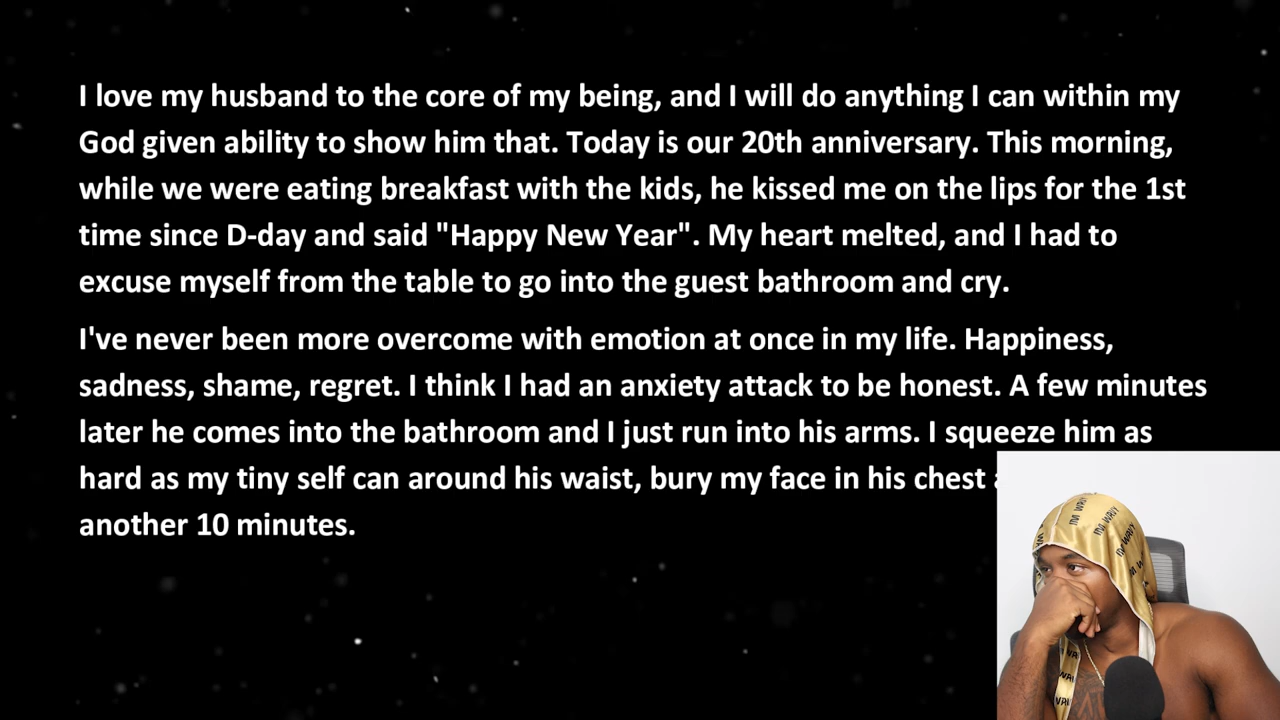 I love my husband to the core of my being, and I will do anything I can within my
God given ability to show him that. Today is our 20th anniversary. This morning,
while we were eating breakfast with the kids, he kissed me on the lips for the 1st
time since D-day and said "Happy New Year". My heart melted, and I had to
excuse myself from the table to go into the guest bathroom and cry.
I've never been more overcome with emotion at once in my life. Happiness,
sadness, shame, regret. I think I had an anxiety attack to be honest. A few minutes
later he comes into the bathroom and I just run into his arms. I squeeze him as
hard as my tiny self can around his waist, bury my face in his chest
another 10 minutes.
IM WAVY